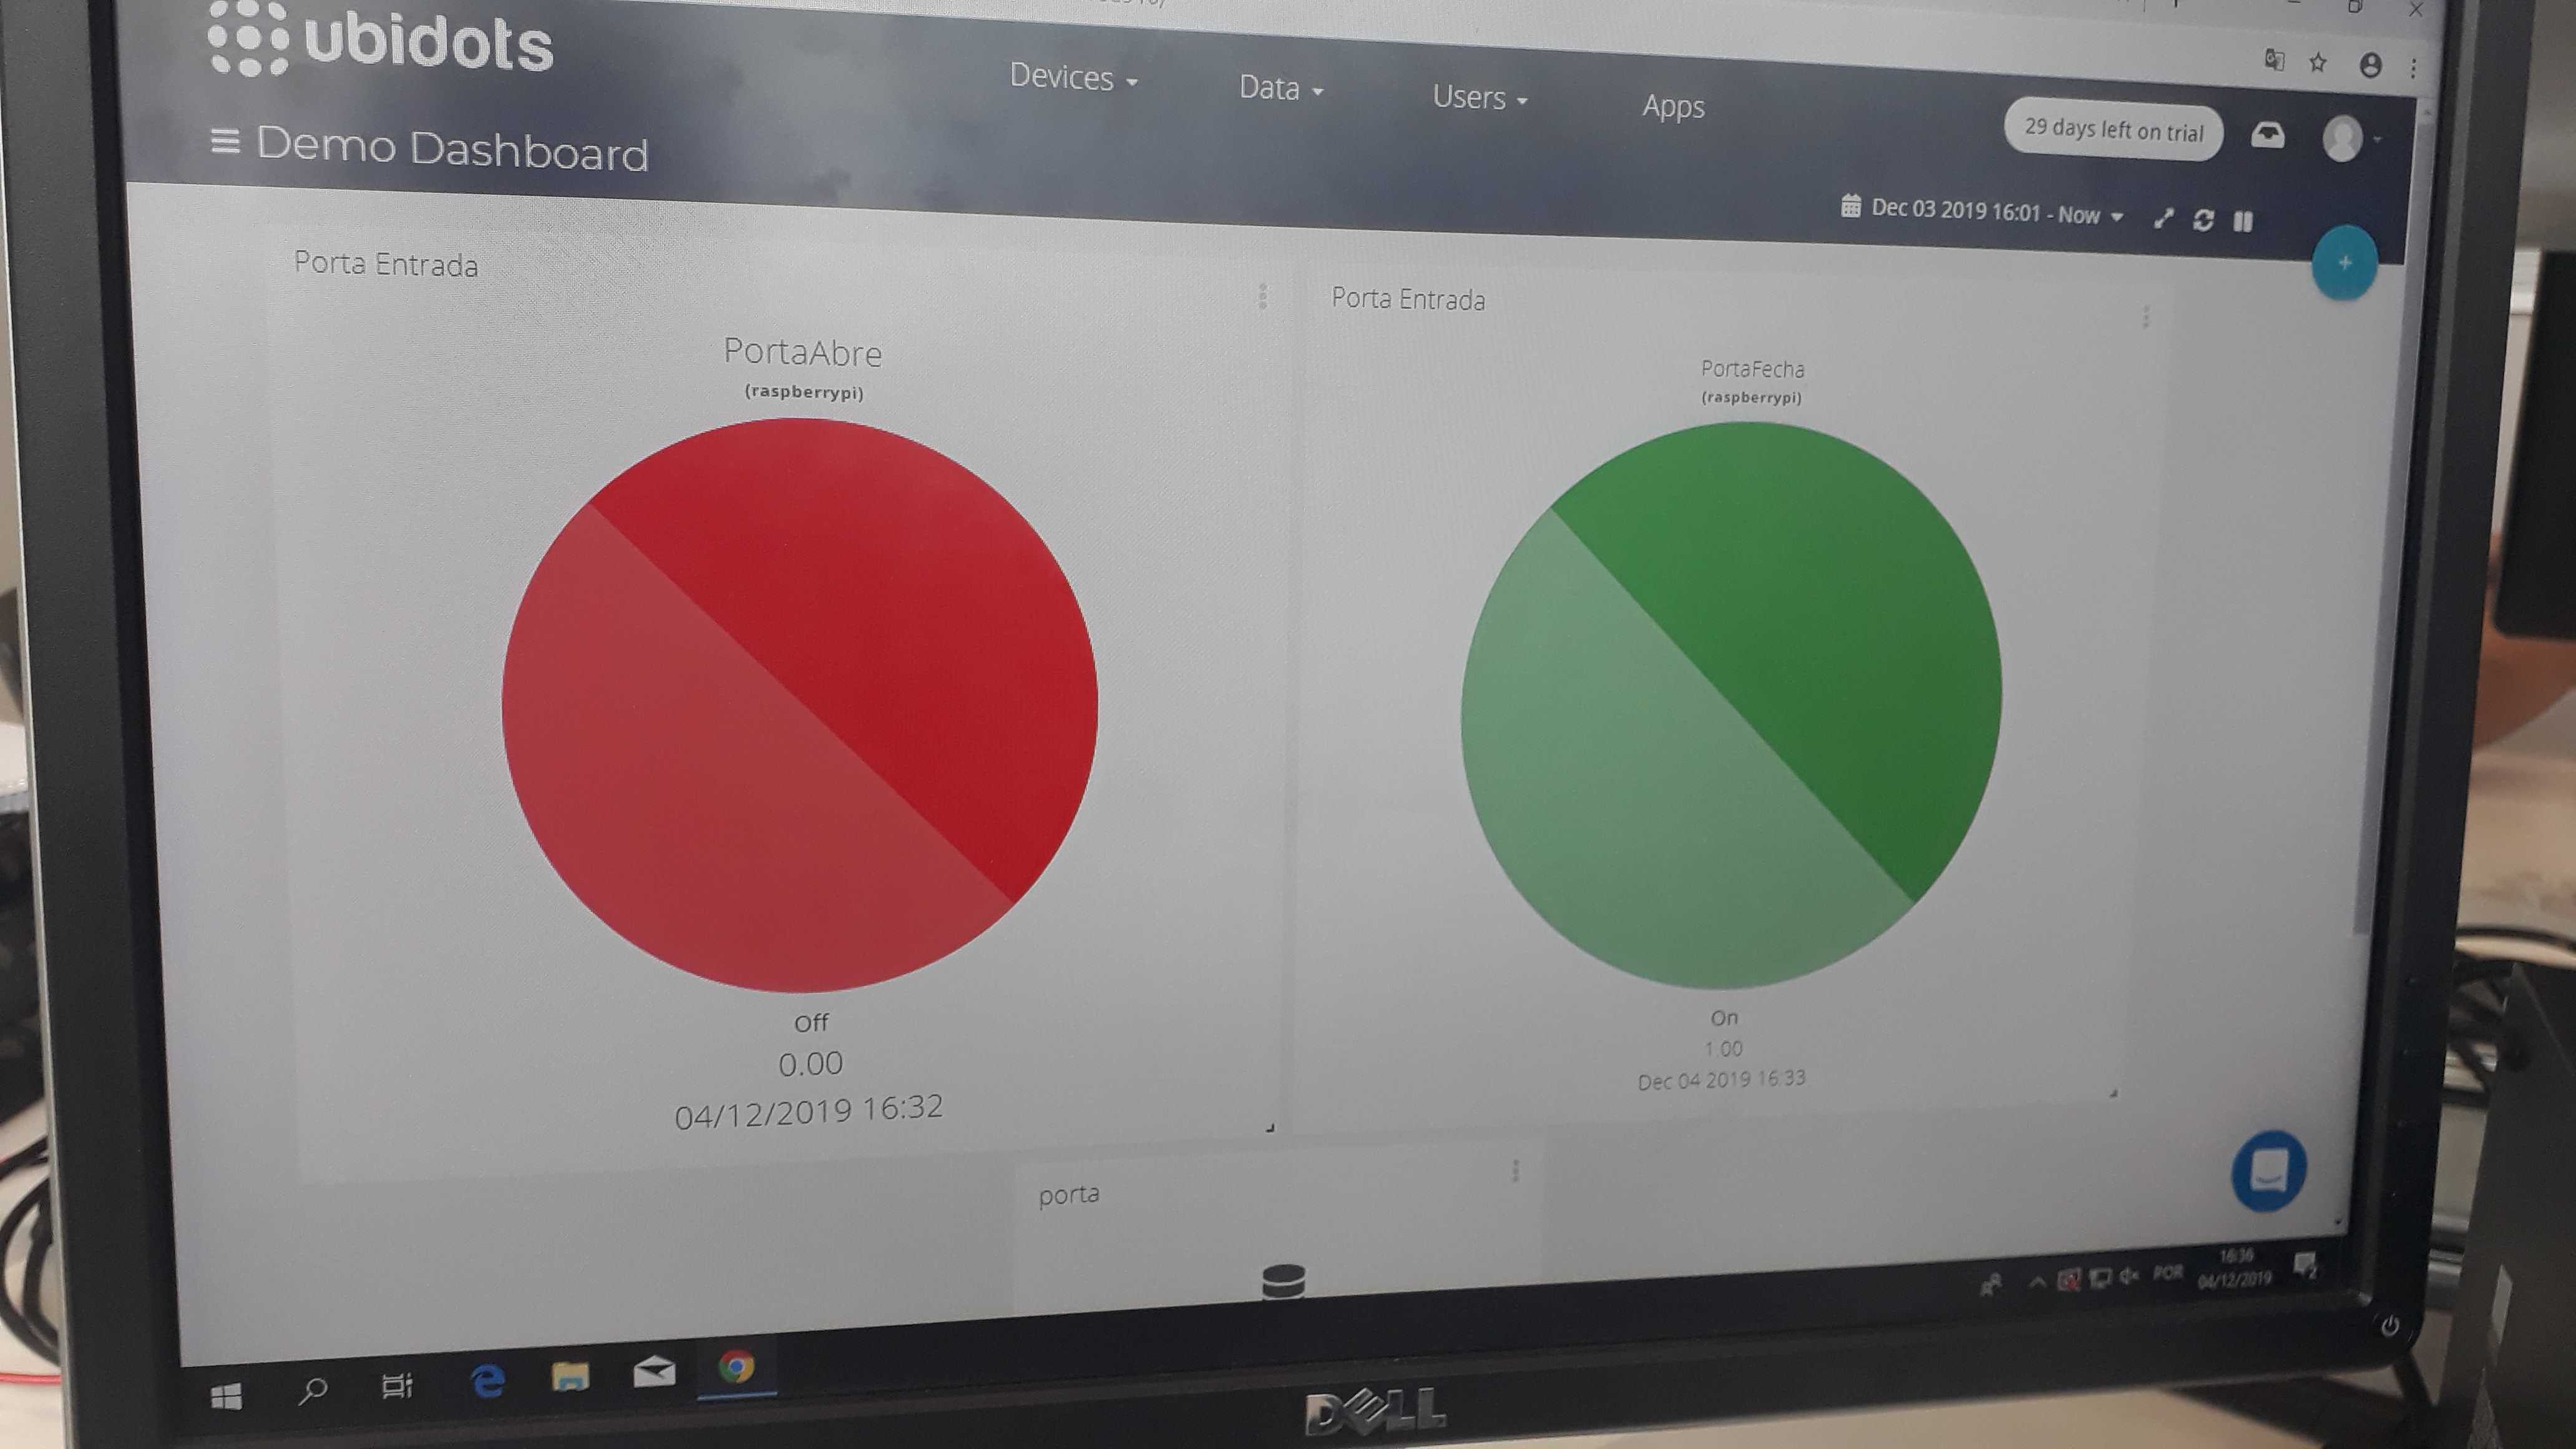 ubidots
Devices
Data
Users
Apps
29 days left on trial
Demo Dashboard
Dec 03 2019 16:01 - Now
+
Porta Entrada
PortaAbre
(raspberrypi)
Off
0.00
04/12/2019 16:32
Porta Entrada
PortaFecha
(raspberrypi)
On
1.00
Dec 04 2019 16:33
porta
POR
16:36
04/12/2019
2
DELL